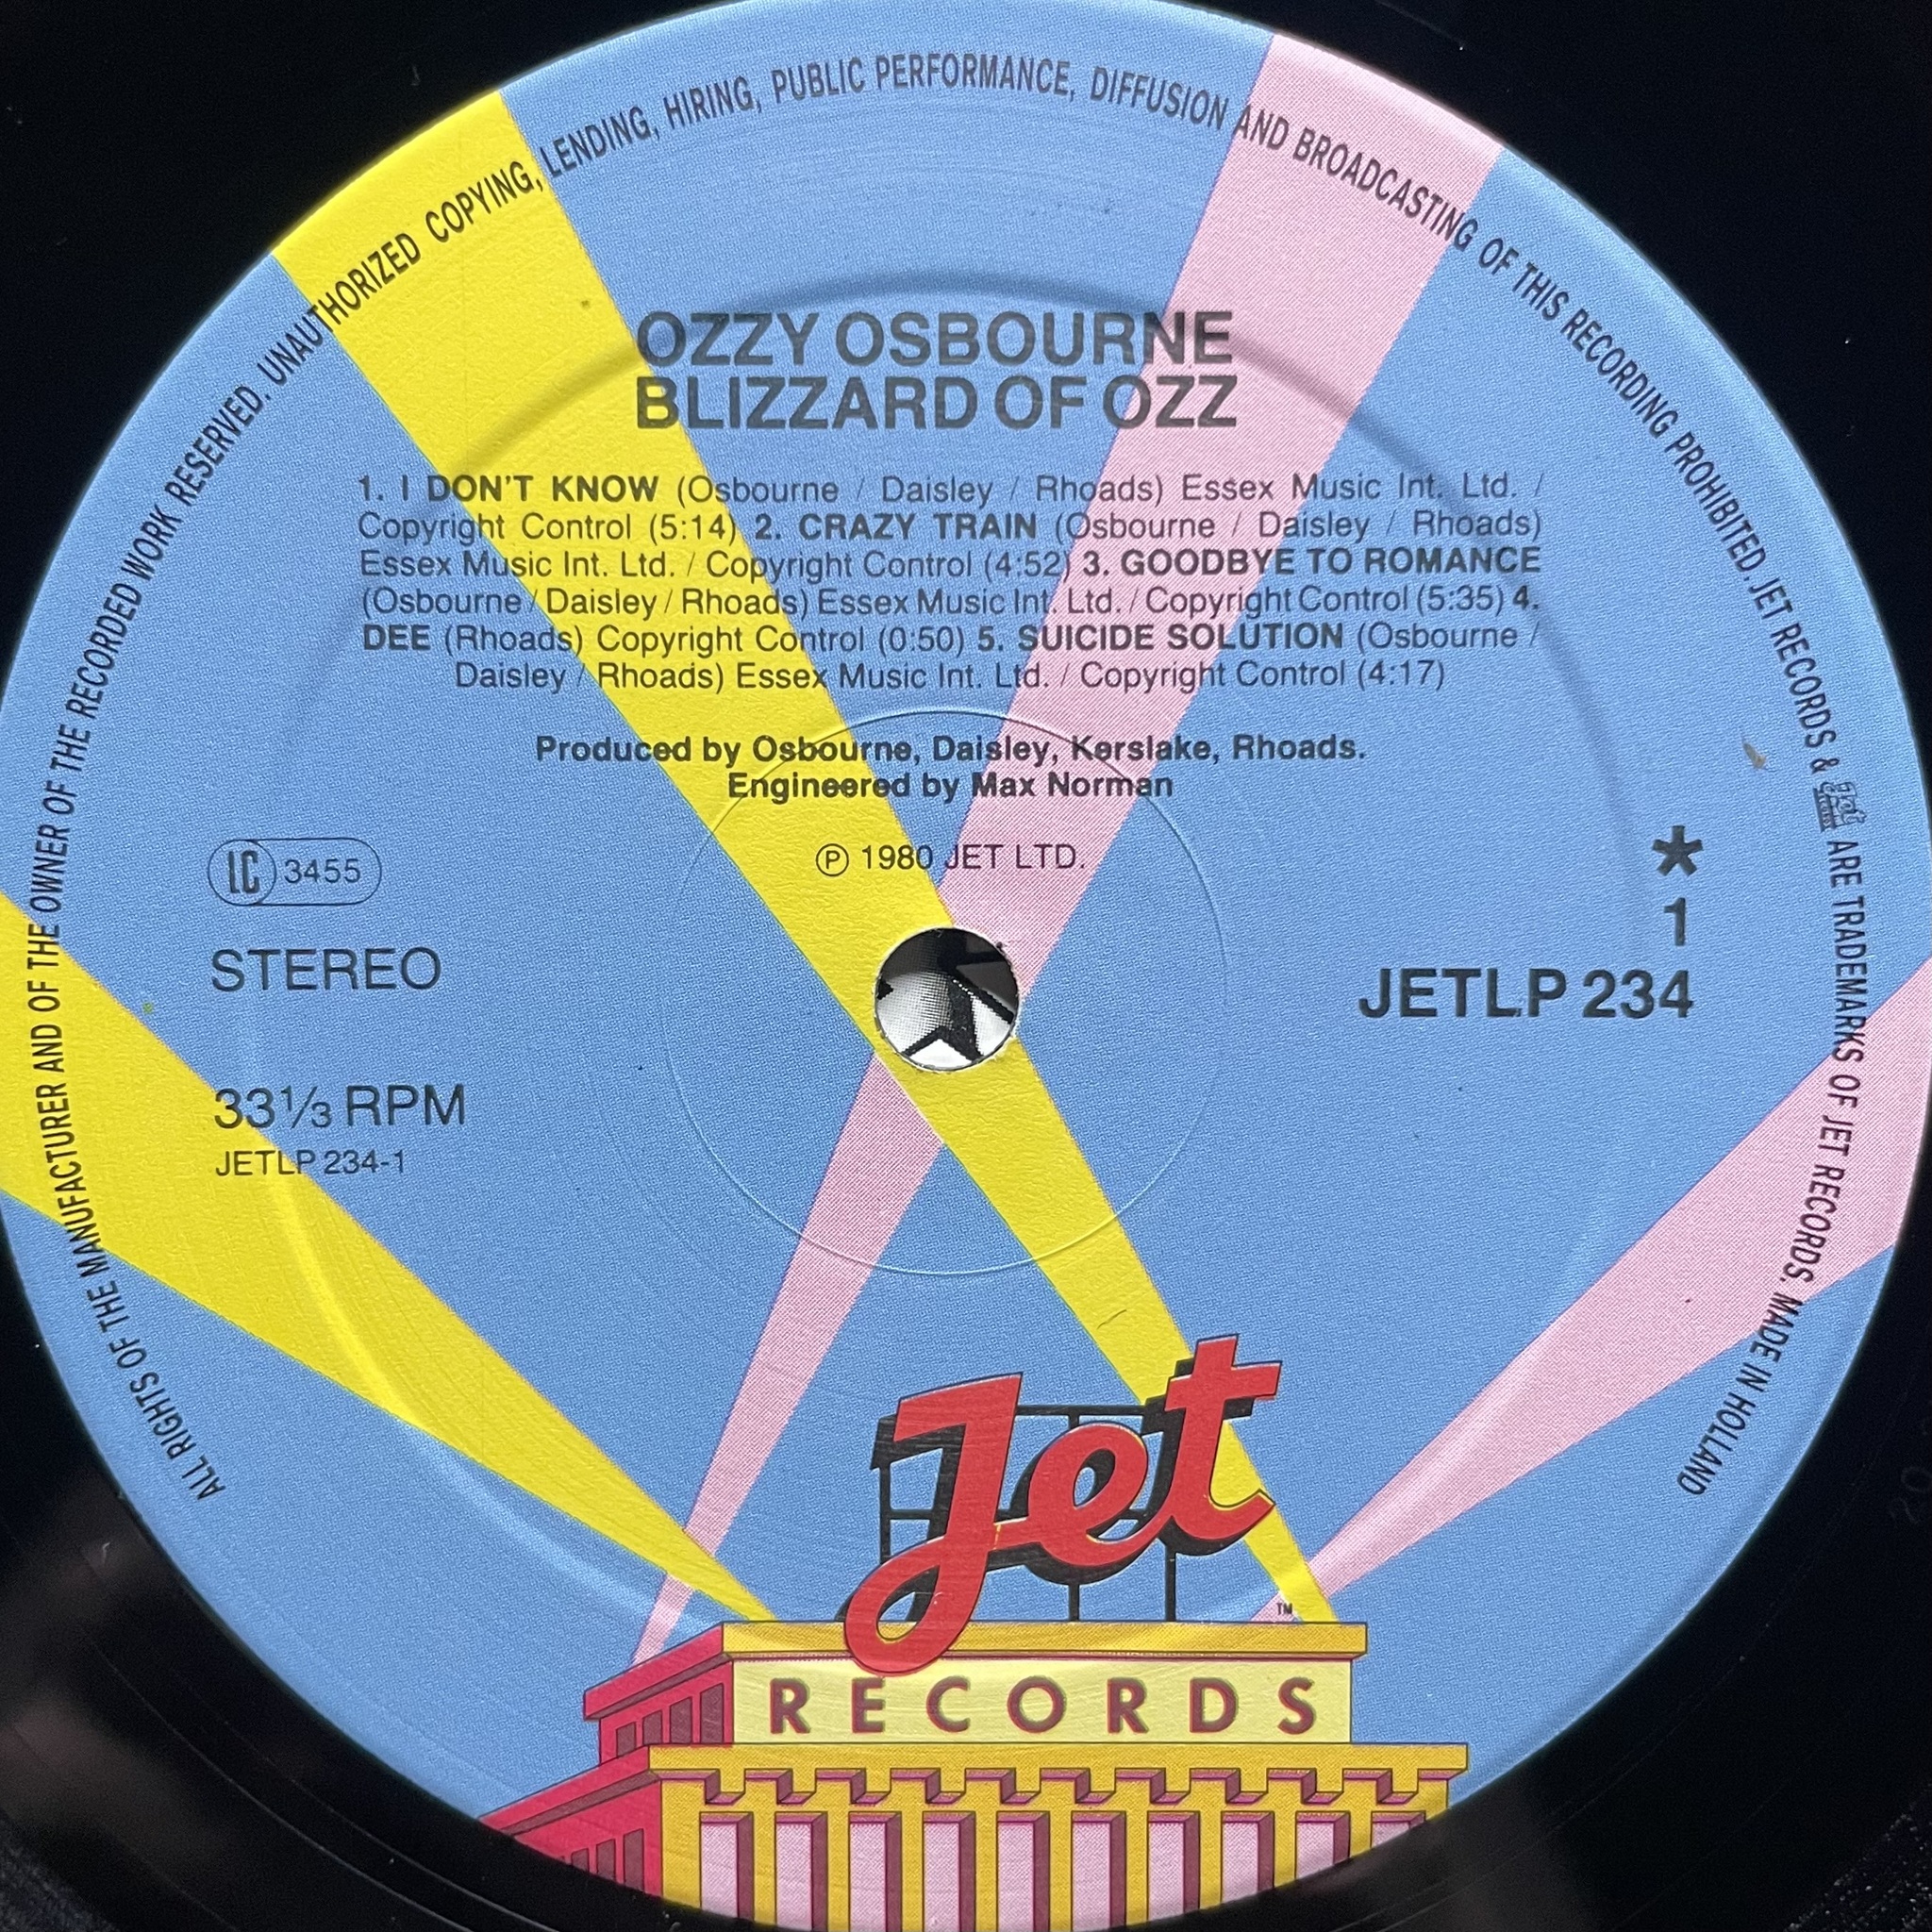 ALL RIGHTS OF THE MANUFACTURER AND OF THE OWNER OF THE RECORDED WORK RESERVED. UNAUTHORIZED COPYING, LENDING, HIRING, PUBLIC PERFORMANCE, DIFFUSION AND BROADCASTING OF THIS RECORDING PROHIBITED. JET RECORDS & Jet RECORDS ARE TRADEMARKS OF JET RECORDS. MADE IN HOLLAND
OZZY OSBOURNE
BLIZZARD OF OZZ
1. I DON'T KNOW (Osbourne / Daisley / Rhoads) Essex Music Int. Ltd. /
Copyright Control (5:14) 2. CRAZY TRAIN (Osbourne / Daisley / Rhoads)
Essex Music Int. Ltd. / Copyright Control (4:52) 3. GOODBYE TO ROMANCE
(Osbourne / Daisley / Rhoads) Essex Music Int. Ltd. / Copyright Control (5:35) 4.
DEE (Rhoads) Copyright Control (0:50) 5. SUICIDE SOLUTION (Osbourne /
Daisley / Rhoads) Essex Music Int. Ltd. / Copyright Control (4:17)
Produced by Osbourne, Daisley, Kerslake, Rhoads.
Engineered by Max Norman
℗ 1980 JET LTD.
LC 3455
STEREO
33⅓ RPM
JETLP 234-1
*
1
JETLP 234
Jet
TM
RECORDS